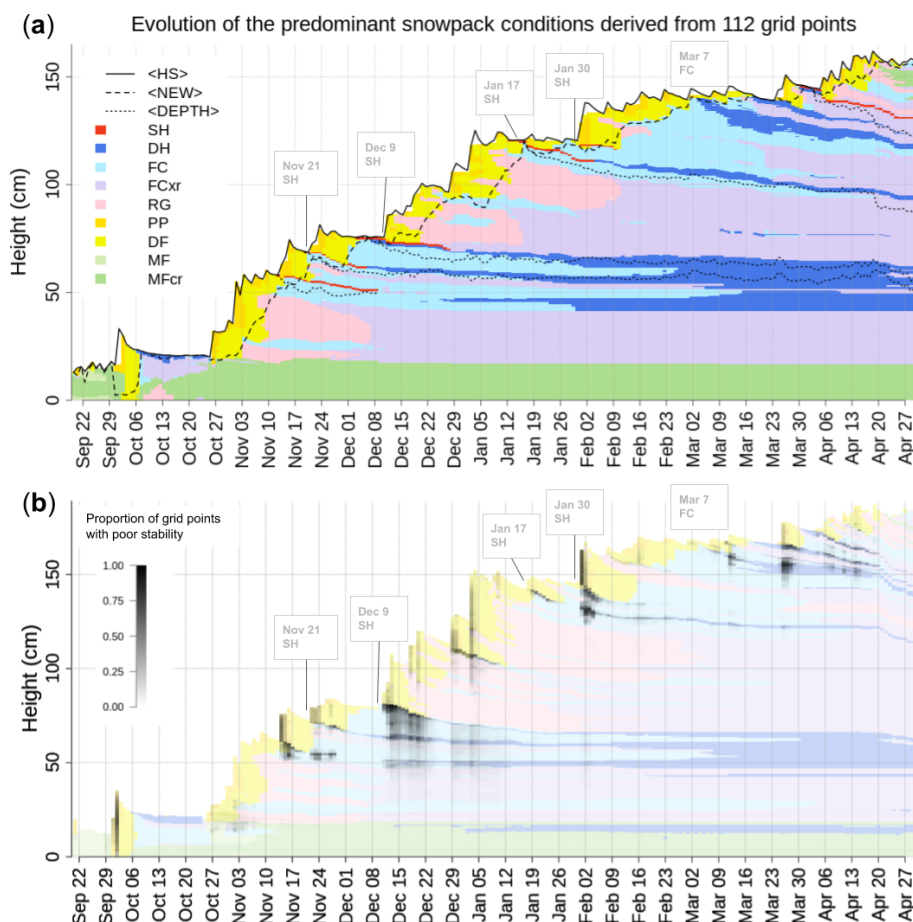 (a) Evolution of the predominant snowpack conditions derived from 112 grid points
<HS>
<NEW>
<DEPTH>
SH
DH
FC
FCxr
RG
PP
DF
MF
MFcr
Nov 21
SH
Dec 9
SH
Jan 17
SH
Jan 30
SH
Mar 7
FC
Height (cm)
150
100
50
0
Sep 22
Sep 29
Oct 06
Oct 13
Oct 20
Oct 27
Nov 03
Nov 10
Nov 17
Nov 24
Dec 01
Dec 08
Dec 15
Dec 22
Dec 29
Jan 05
Jan 12
Jan 19
Jan 26
Feb 02
Feb 09
Feb 16
Feb 23
Mar 02
Mar 09
Mar 16
Mar 23
Mar 30
Apr 06
Apr 13
Apr 20
Apr 27
(b)
Proportion of grid points
with poor stability
1.00
0.75
0.50
0.25
0.00
Nov 21
SH
Dec 9
SH
Jan 17
SH
Jan 30
SH
Mar 7
FC
Height (cm)
150
100
50
0
Sep 22
Sep 29
Oct 06
Oct 13
Oct 20
Oct 27
Nov 03
Nov 10
Nov 17
Nov 24
Dec 01
Dec 08
Dec 15
Dec 22
Dec 29
Jan 05
Jan 12
Jan 19
Jan 26
Feb 02
Feb 09
Feb 16
Feb 23
Mar 02
Mar 09
Mar 16
Mar 23
Mar 30
Apr 06
Apr 13
Apr 20
Apr 27